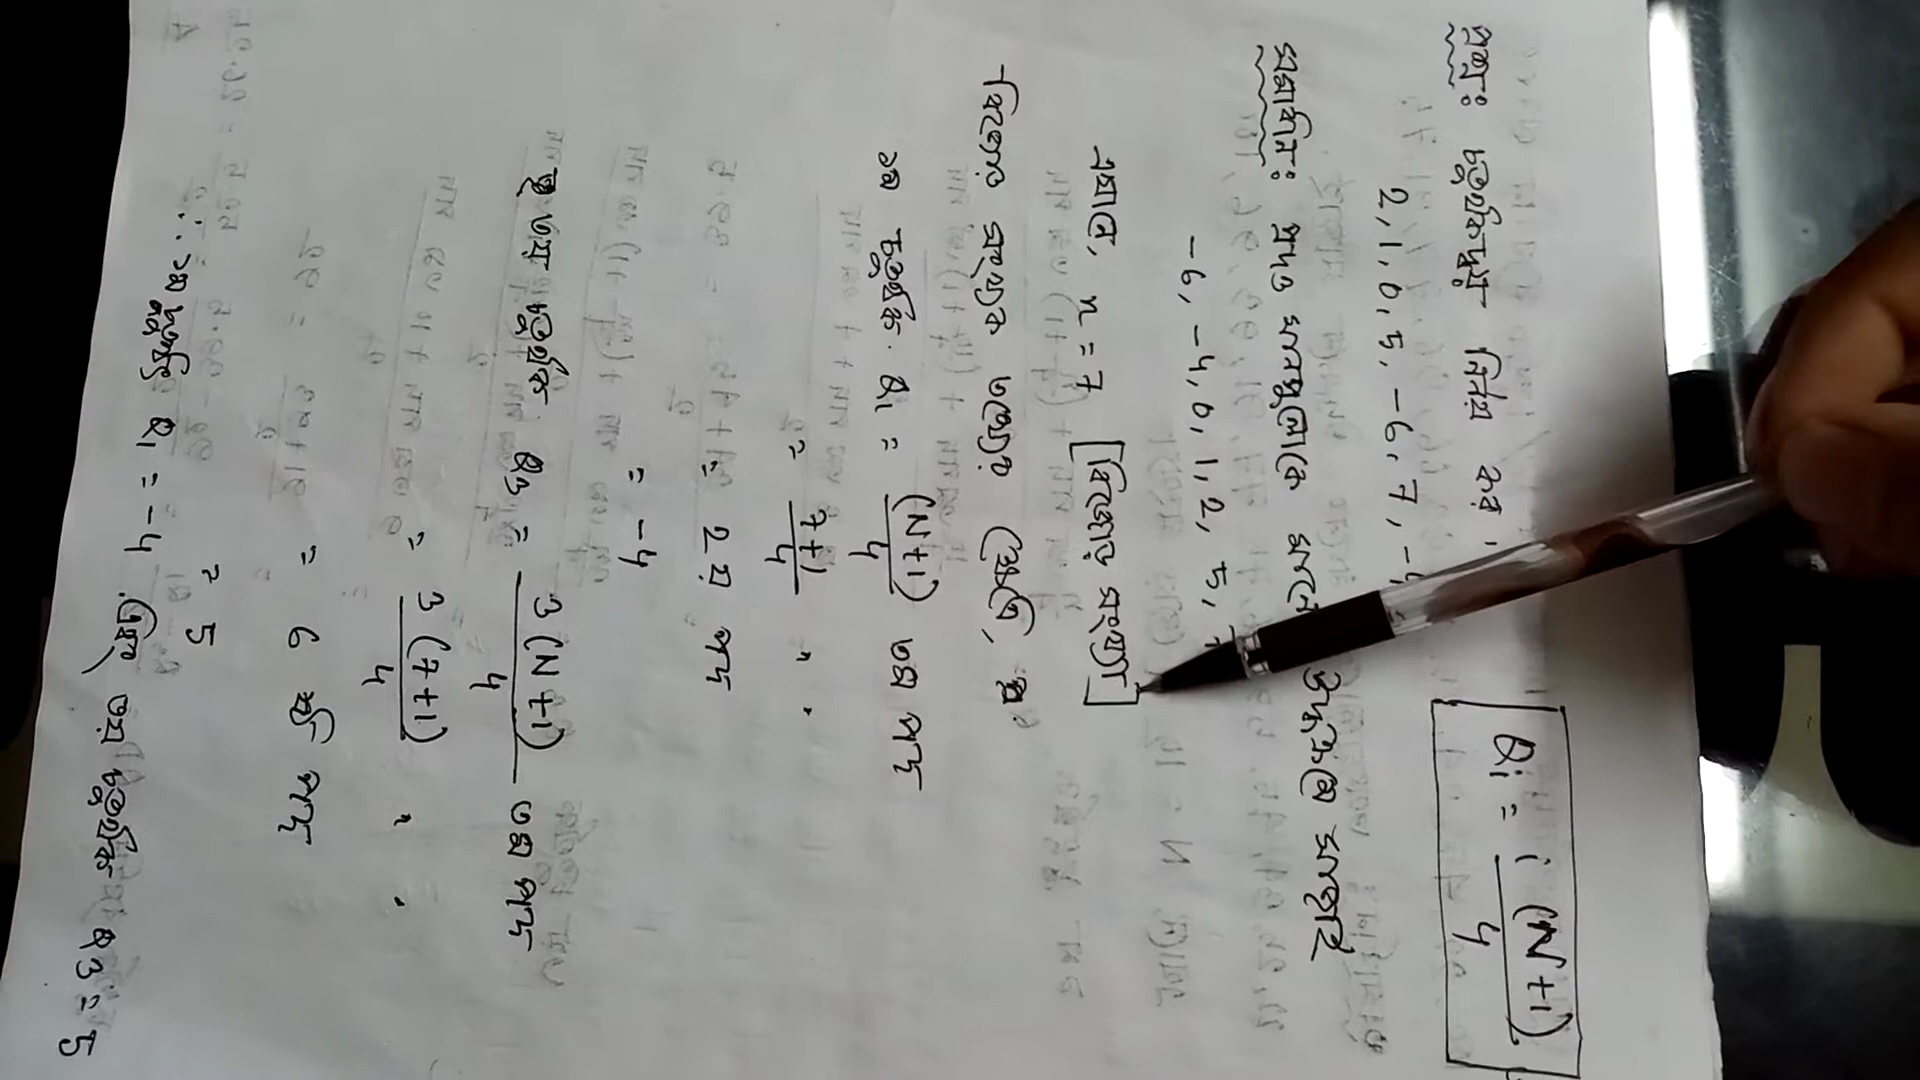 প্রশ্ন: চতুর্থকদ্বয় নির্ণয় কর,
2, 1, 0, 5, -6, 7, -4
Qi = i (N+1) / 4
সমাধান: প্রদত্ত মানগুলোকে মানের ঊর্ধ্বক্রমে সাজাই
-6, -4, 0, 1, 2, 5, 7
এখানে, n = 7 [বিজোড় সংখ্যা]
বিজোড় সংখ্যক হওয়ায়
১ম চতুর্থক Q1 = (N+1) / 4 তম পদ
= 7+1 / 4 " "
= 2 য় পদ
= -4
৩য় চতুর্থক Q3 = 3 (N+1) / 4 তম পদ
= 3 (7+1) / 4 " "
= 6 ষ্ঠ পদ
= 5
∴ ১ম চতুর্থক Q1 = -4 এবং ৩য় চতুর্থক Q3 = 5